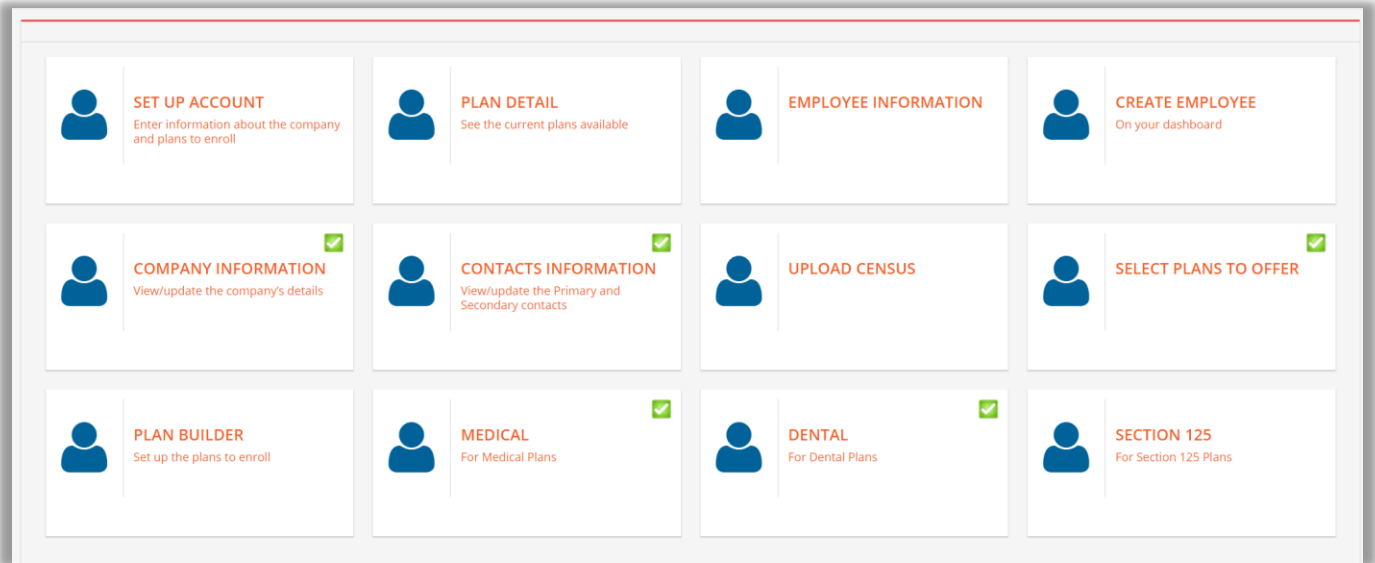 SET UP ACCOUNT
Enter information about the company
and plans to enroll
PLAN DETAIL
See the current plans available
EMPLOYEE INFORMATION
CREATE EMPLOYEE
On your dashboard
COMPANY INFORMATION
View/update the company's details
CONTACTS INFORMATION
View/update the Primary and
Secondary contacts
UPLOAD CENSUS
SELECT PLANS TO OFFER
PLAN BUILDER
Set up the plans to enroll
MEDICAL
For Medical Plans
DENTAL
For Dental Plans
SECTION 125
For Section 125 Plans